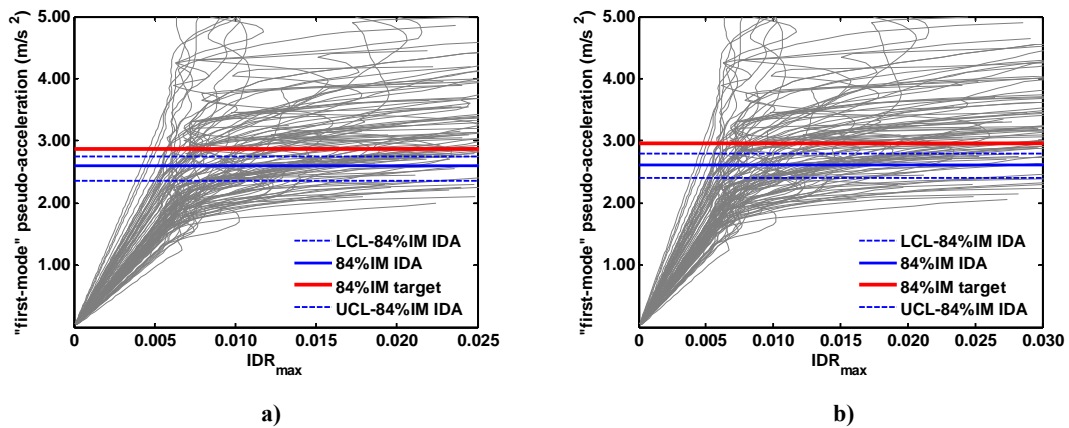 "first-mode" pseudo-acceleration (m/s²)
5.00
4.00
3.00
2.00
1.00
LCL-84%IM IDA
84%IM IDA
84%IM target
UCL-84%IM IDA
0 0.005 0.010 0.015 0.020 0.025
IDRmax
a)
"first-mode" pseudo-acceleration (m/s²)
5.00
4.00
3.00
2.00
1.00
LCL-84%IM IDA
84%IM IDA
84%IM target
UCL-84%IM IDA
0 0.005 0.010 0.015 0.020 0.025 0.030
IDRmax
b)